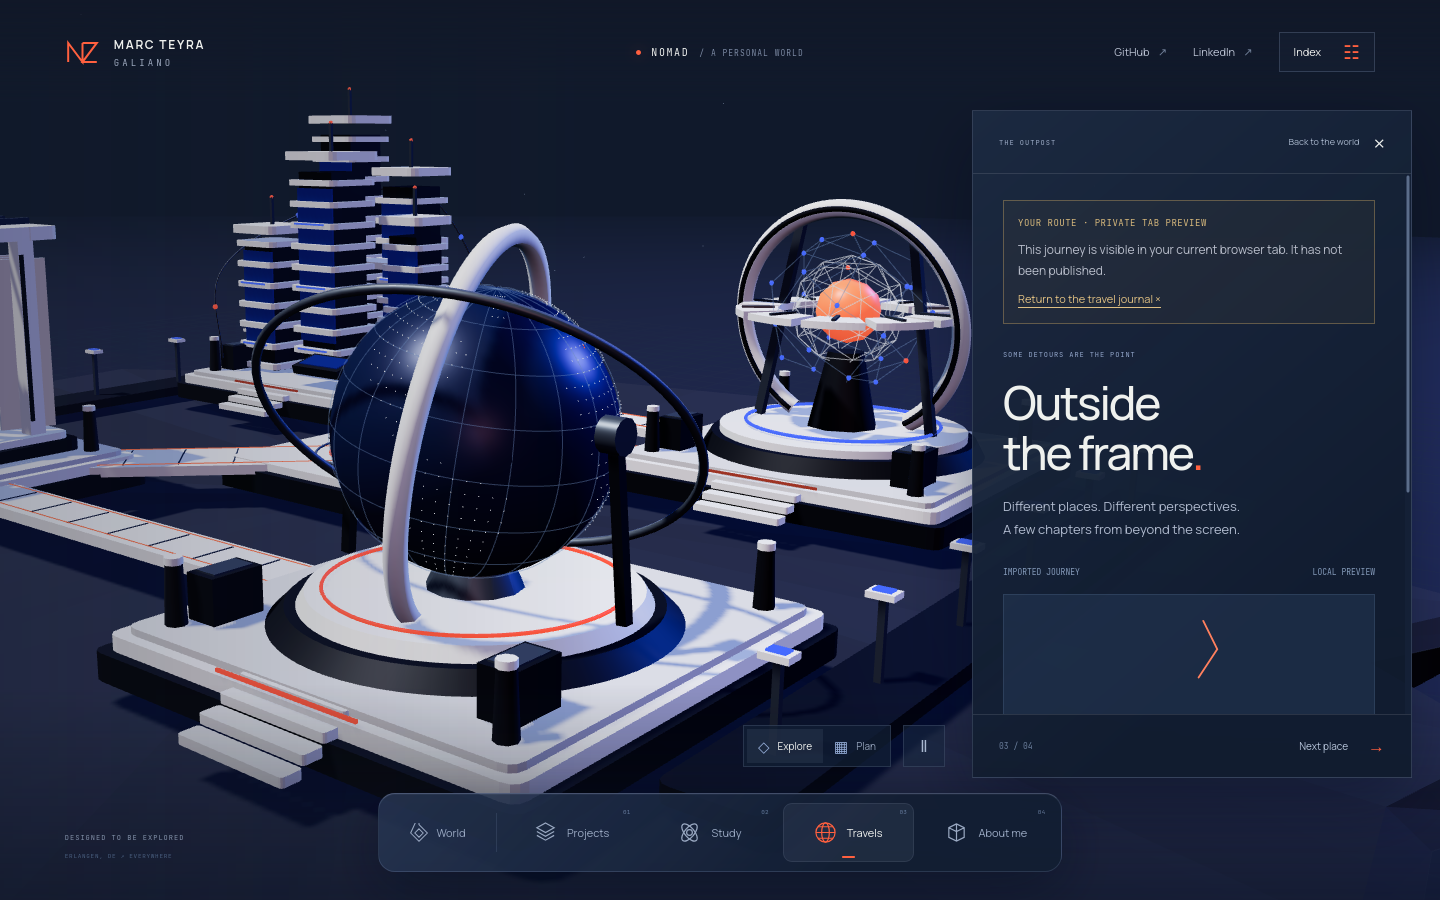 MARC TEYRA
GALIANO
NOMAD / A PERSONAL WORLD
GitHub ↗
LinkedIn ↗
Index
THE OUTPOST
Back to the world ×
YOUR ROUTE · PRIVATE TAB PREVIEW
This journey is visible in your current browser tab. It has not
been published.
Return to the travel journal ×
SOME DETOURS ARE THE POINT
Outside
the frame.
Different places. Different perspectives.
A few chapters from beyond the screen.
IMPORTED JOURNEY
LOCAL PREVIEW
03 / 04
Next place →
Explore
Plan
World
Projects 01
Study 02
Travels 03
About me 04
DESIGNED TO BE EXPLORED
ERLANGEN, DE / EVERYWHERE